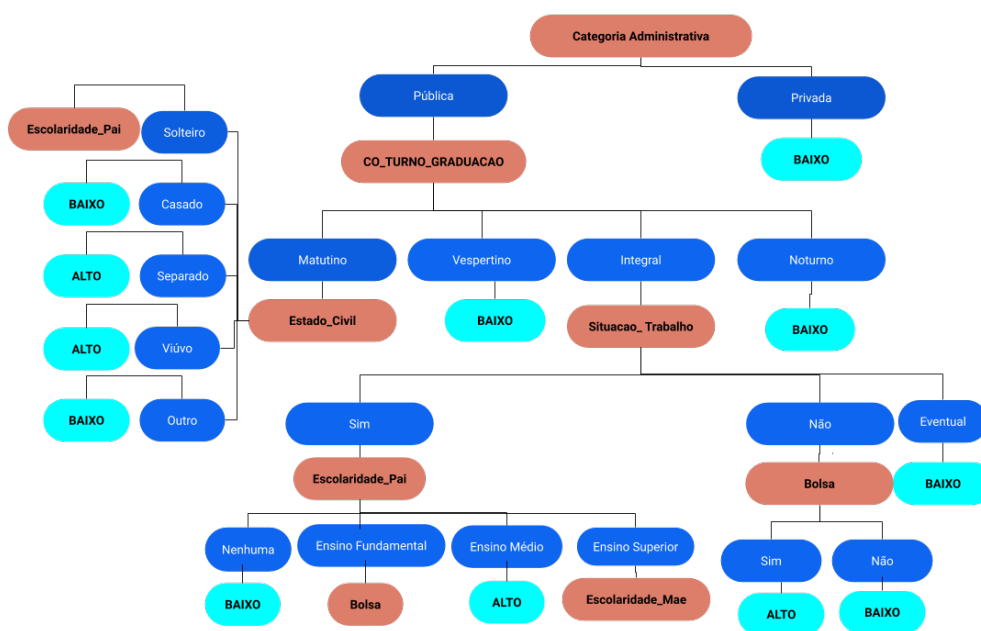 Categoria Administrativa
Pública
Privada
Escolaridade_Pai
Solteiro
CO_TURNO_GRADUACAO
BAIXO
BAIXO
Casado
Matutino
Vespertino
Integral
Noturno
ALTO
Separado
Estado_Civil
BAIXO
Situacao_ Trabalho
BAIXO
ALTO
Viúvo
BAIXO
Outro
Sim
Não
Eventual
Escolaridade_Pai
Bolsa
BAIXO
Nenhuma
Ensino Fundamental
Ensino Médio
Ensino Superior
Sim
Não
BAIXO
Bolsa
ALTO
Escolaridade_Mae
ALTO
BAIXO